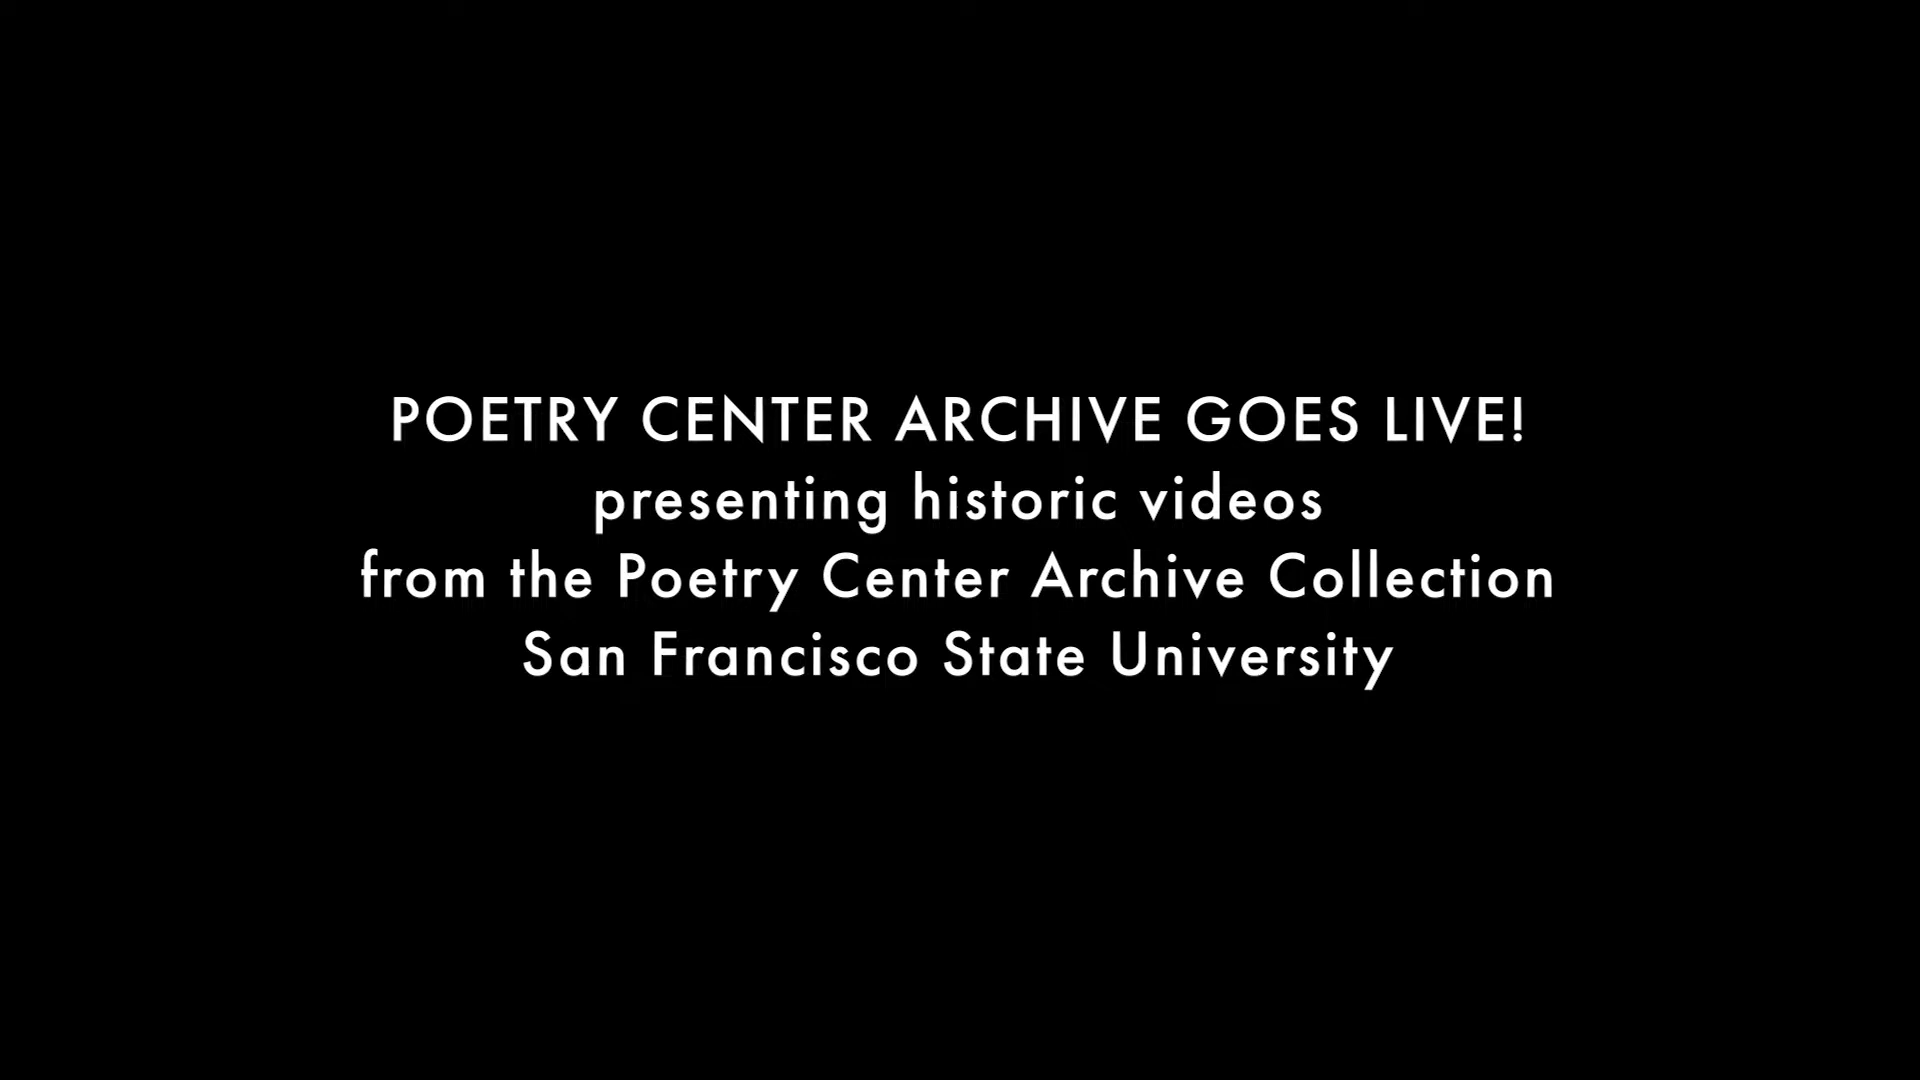 POETRY CENTER ARCHIVE GOES LIVE!
presenting historic videos
from the Poetry Center Archive Collection
San Francisco State University